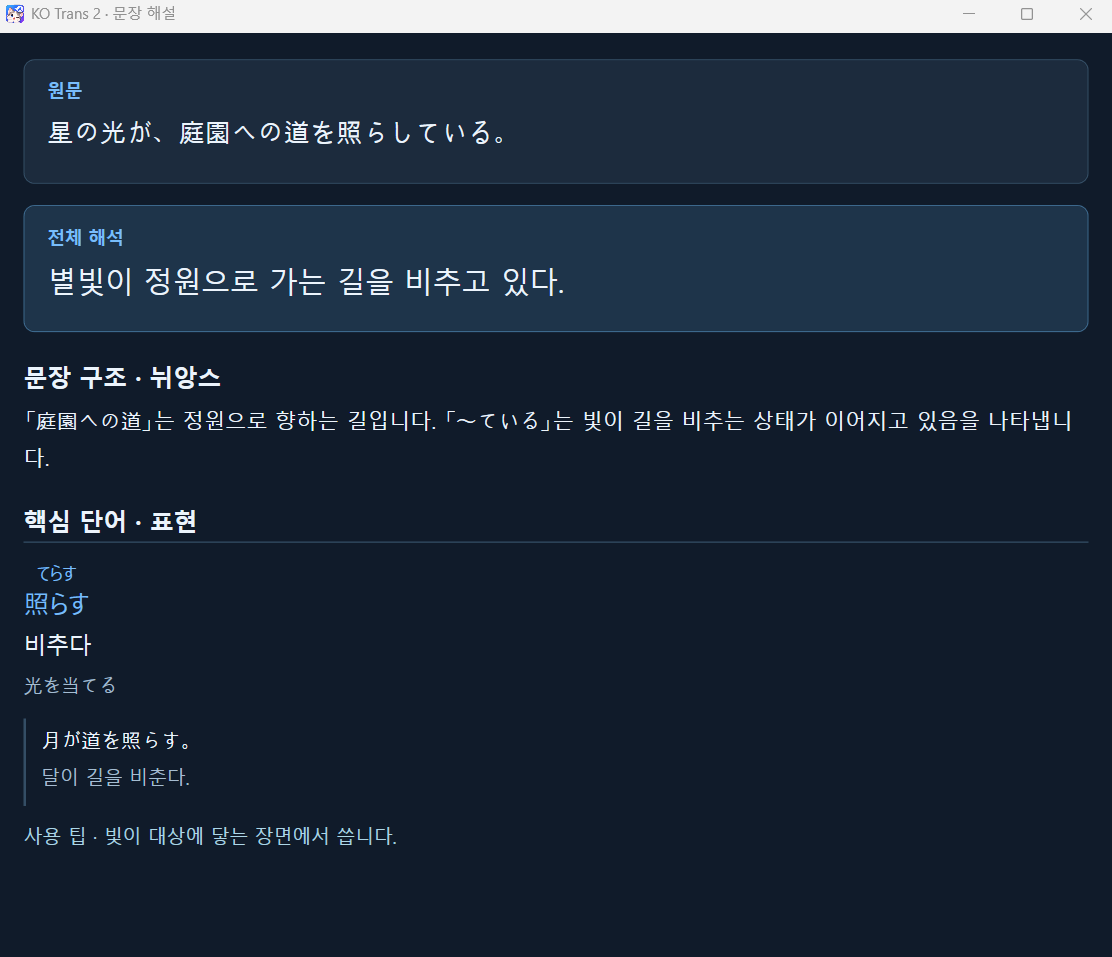 KO Trans 2 · 문장 해설
원문
星の光が、庭園への道を照らしている。
전체 해석
별빛이 정원으로 가는 길을 비추고 있다.
문장 구조 · 뉘앙스
「庭園への道」는 정원으로 향하는 길입니다. 「〜ている」는 빛이 길을 비추는 상태가 이어지고 있음을 나타냅니
다.
핵심 단어 · 표현
てらす
照らす
비추다
光を当てる
月が道を照らす。
달이 길을 비춘다.
사용 팁 · 빛이 대상에 닿는 장면에서 씁니다.